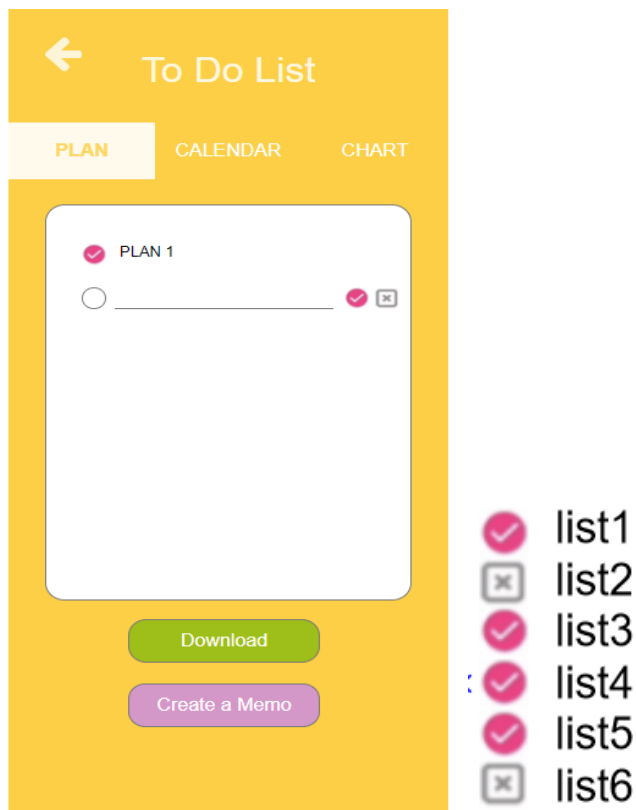 To Do List
PLAN CALENDAR CHART
PLAN 1
Download
Create a Memo
list1
list2
list3
list4
list5
list6